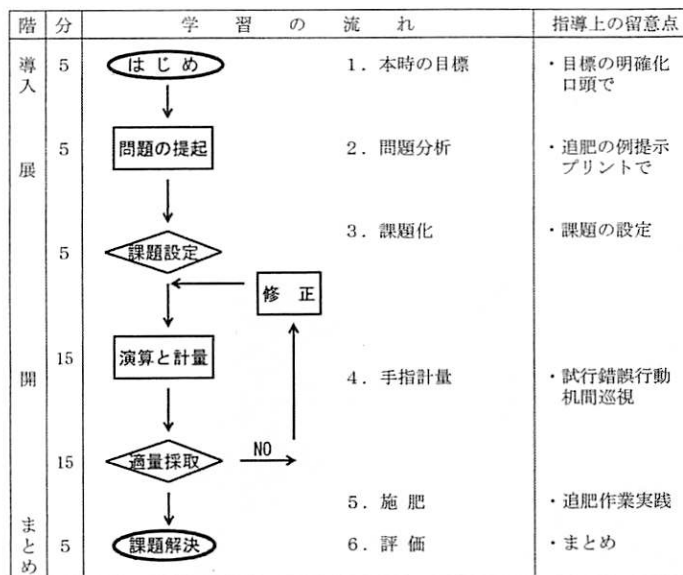 階 分 学習の流れ 指導上の留意点
導入 5 はじめ 1．本時の目標 ・目標の明確化
口頭で
展開 5 問題の提起 2．問題分析 ・追肥の例提示
プリントで
5 課題設定 3．課題化 ・課題の設定
修正
15 演算と計量 4．手指計量 ・試行錯誤行動
机間巡視
15 適量採取 NO
5．施肥 ・追肥作業実践
まとめ 5 課題解決 6．評価 ・まとめ